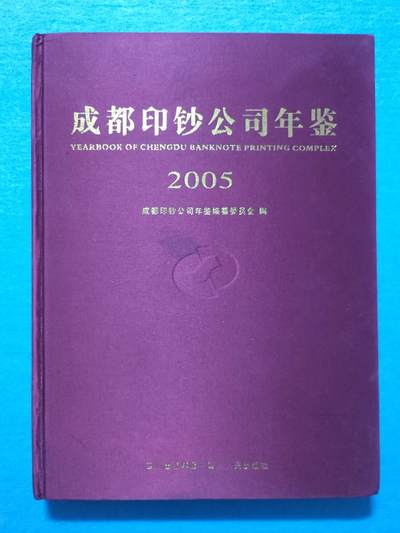 成都印钞公司年鉴
YEARBOOK OF CHENGDU BANKNOTE PRINTING COMPLEX
2005
成都印钞公司年鉴编纂委员会 编